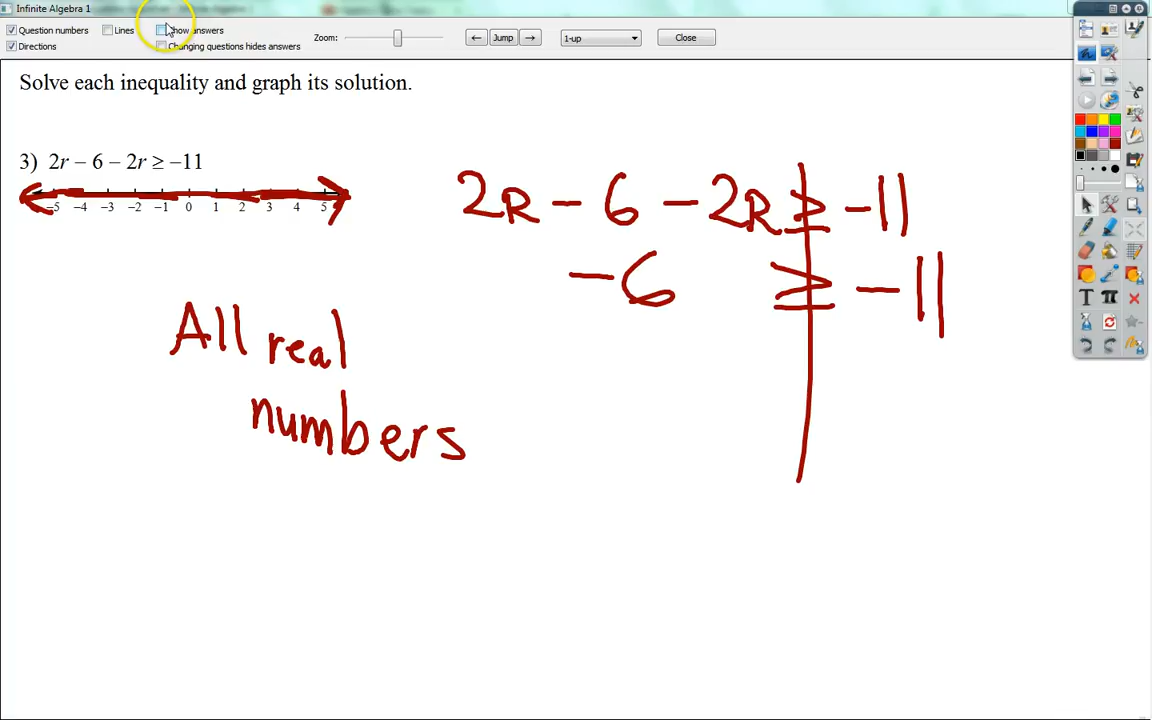 Infinite Algebra 1
Question numbers Lines Show answers
Directions Changing questions hides answers
Zoom: Jump 1-up Close
Solve each inequality and graph its solution.
3) 2r − 6 − 2r ≥ −11
−5 −4 −3 −2 −1 0 1 2 3 4 5
2R − 6 − 2R ≥ −11
−6 ≥ −11
All real
numbers